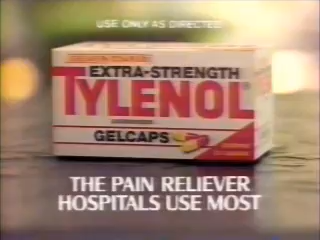 USE ONLY AS DIRECTED
EXTRA-STRENGTH
TYLENOL
GELCAPS
THE PAIN RELIEVER
HOSPITALS USE MOST